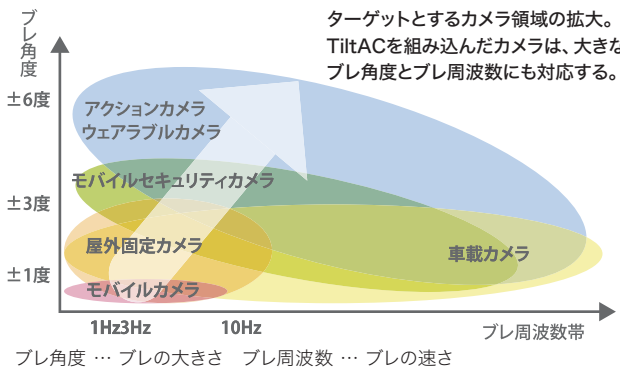 ターゲットとするカメラ領域の拡大。
TiltACを組み込んだカメラは、大きな
ブレ角度とブレ周波数にも対応する。
ブレ角度
±6度
アクションカメラ
ウェアラブルカメラ
モバイルセキュリティカメラ
±3度
屋外固定カメラ
車載カメラ
±1度
モバイルカメラ
1Hz3Hz 10Hz
ブレ周波数帯
ブレ角度 … ブレの大きさ ブレ周波数 … ブレの速さ